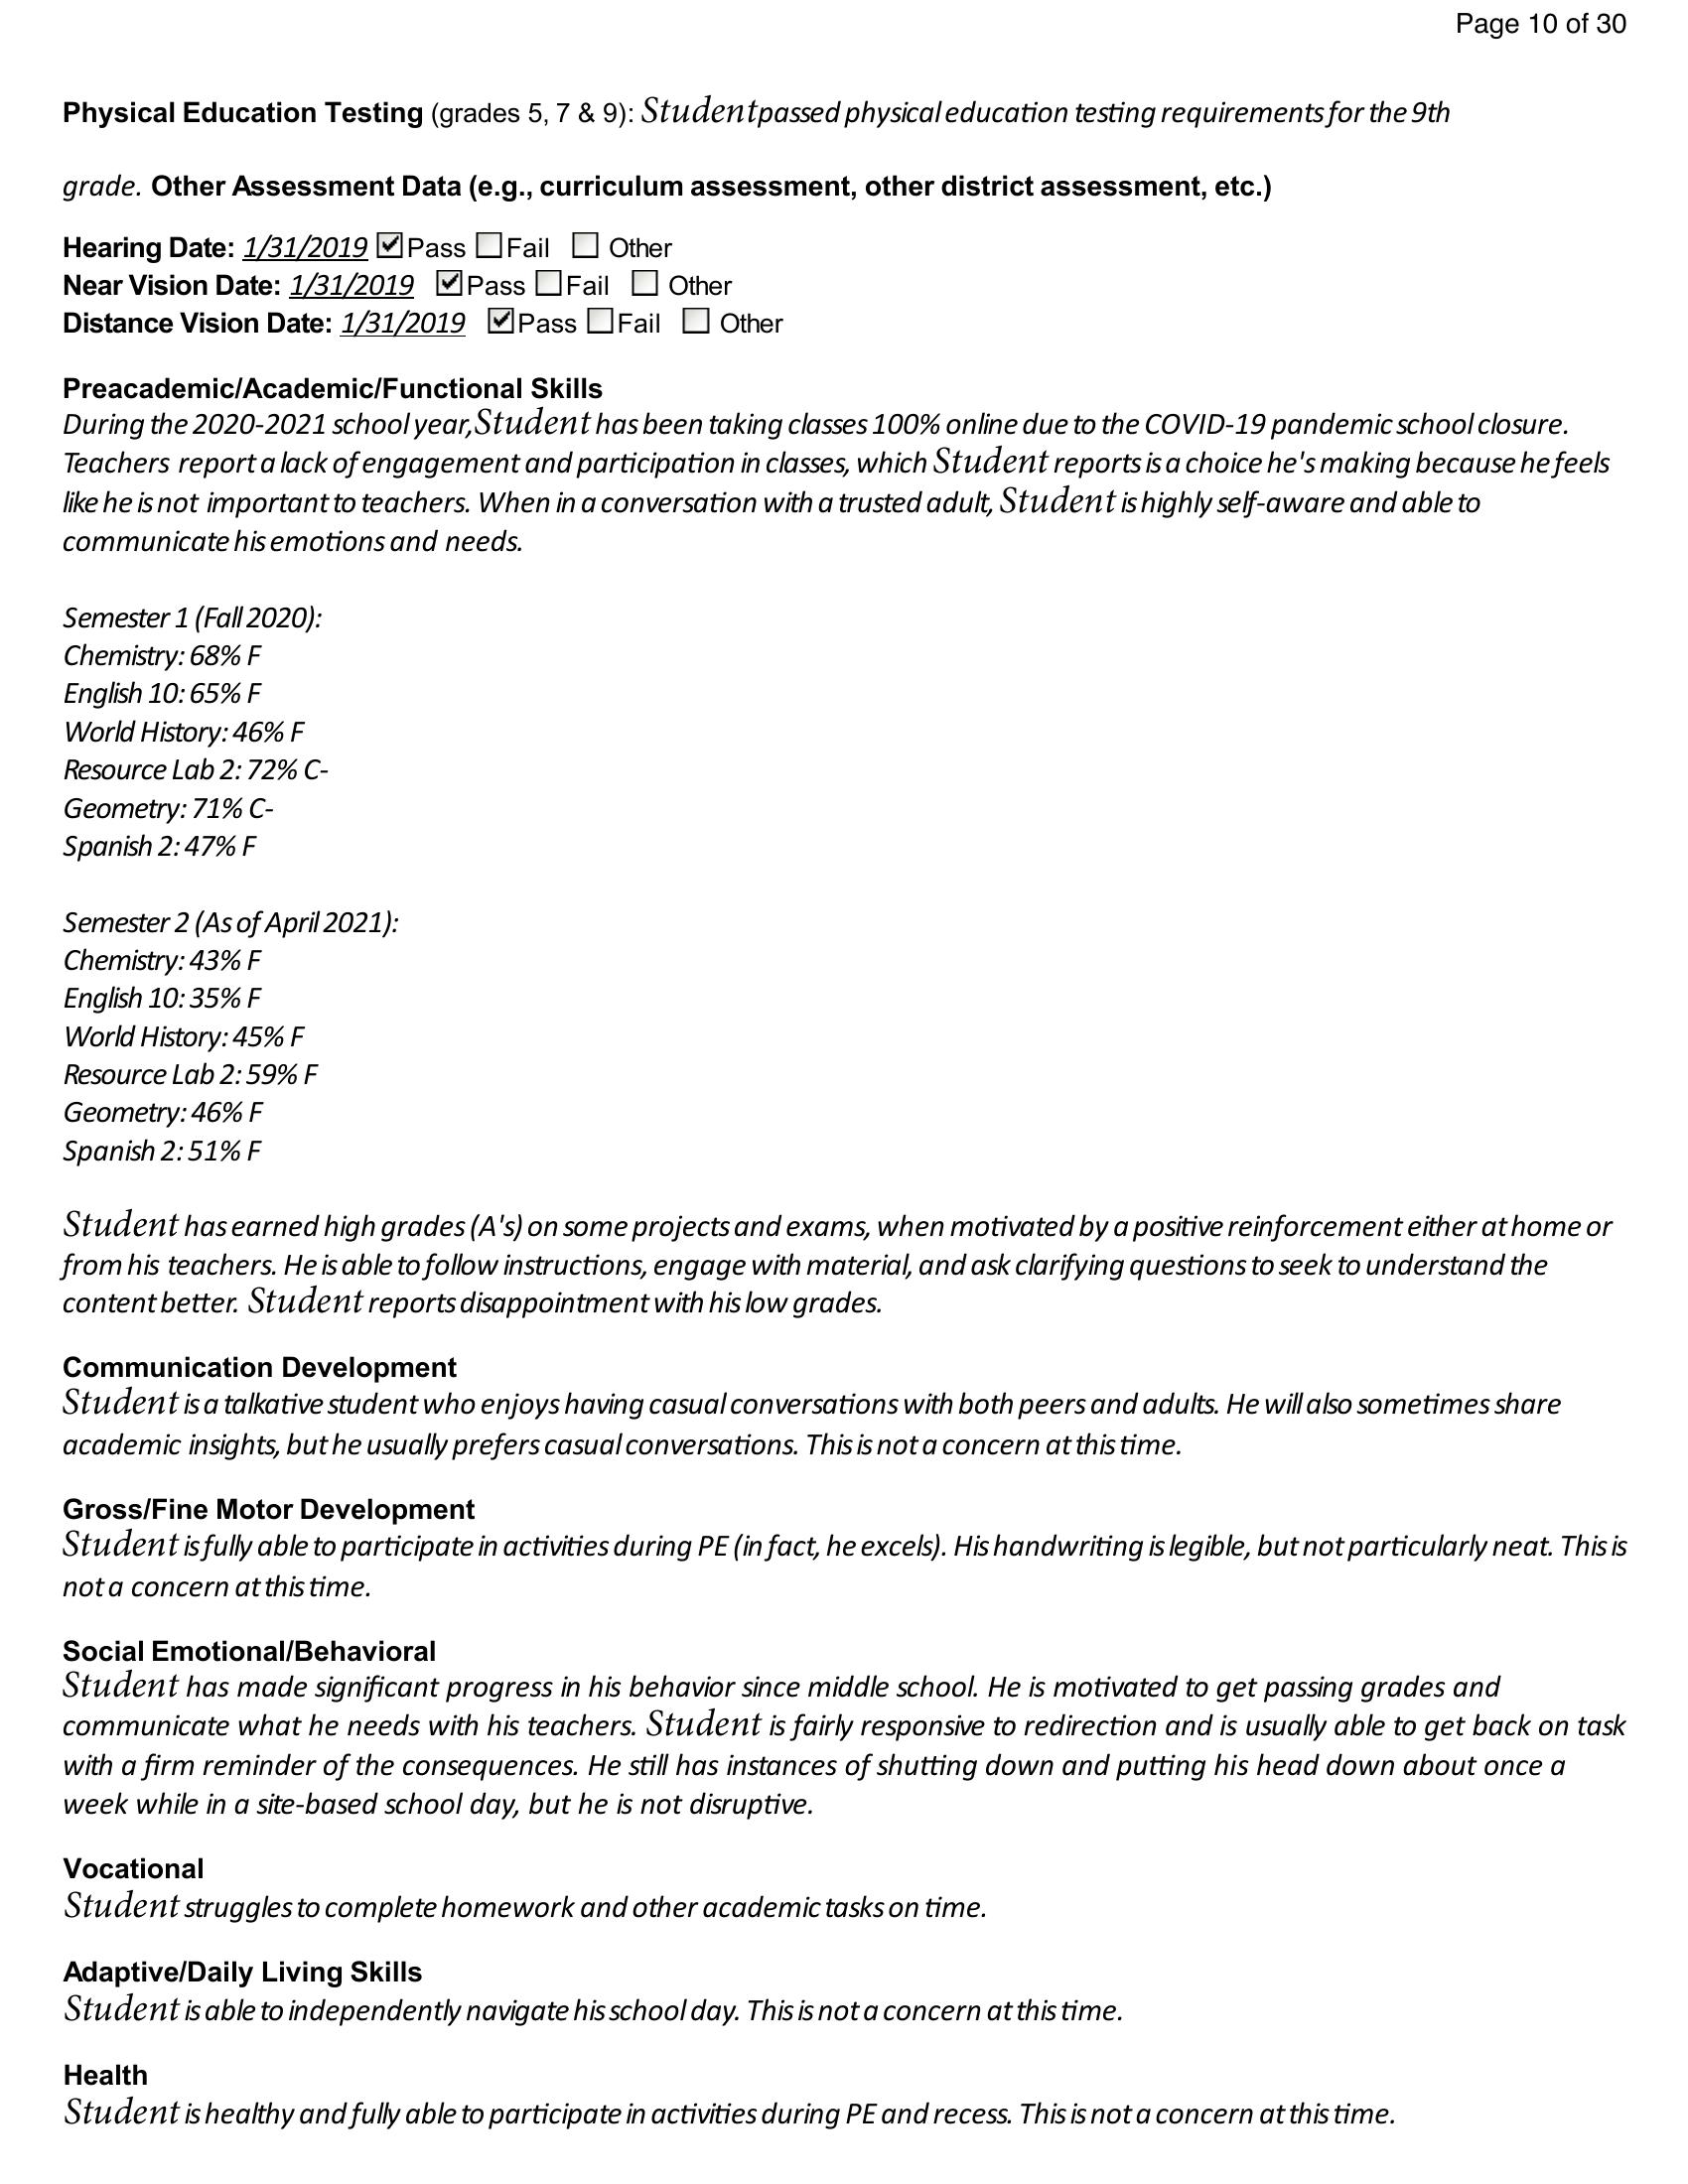 Page 10 of 30
Physical Education Testing (grades 5, 7 & 9): Student passed physical education testing requirements for the 9th
grade. Other Assessment Data (e.g., curriculum assessment, other district assessment, etc.)
Hearing Date: 1/31/2019 ☑ Pass ☐ Fail ☐ Other
Near Vision Date: 1/31/2019 ☑ Pass ☐ Fail ☐ Other
Distance Vision Date: 1/31/2019 ☑ Pass ☐ Fail ☐ Other
Preacademic/Academic/Functional Skills
During the 2020-2021 school year, Student has been taking classes 100% online due to the COVID-19 pandemic school closure.
Teachers report a lack of engagement and participation in classes, which Student reports is a choice he's making because he feels
like he is not important to teachers. When in a conversation with a trusted adult, Student is highly self-aware and able to
communicate his emotions and needs.
Semester 1 (Fall 2020):
Chemistry: 68% F
English 10: 65% F
World History: 46% F
Resource Lab 2: 72% C-
Geometry: 71% C-
Spanish 2: 47% F
Semester 2 (As of April 2021):
Chemistry: 43% F
English 10: 35% F
World History: 45% F
Resource Lab 2: 59% F
Geometry: 46% F
Spanish 2: 51% F
Student has earned high grades (A's) on some projects and exams, when motivated by a positive reinforcement either at home or
from his teachers. He is able to follow instructions, engage with material, and ask clarifying questions to seek to understand the
content better. Student reports disappointment with his low grades.
Communication Development
Student is a talkative student who enjoys having casual conversations with both peers and adults. He will also sometimes share
academic insights, but he usually prefers casual conversations. This is not a concern at this time.
Gross/Fine Motor Development
Student is fully able to participate in activities during PE (in fact, he excels). His handwriting is legible, but not particularly neat. This is
not a concern at this time.
Social Emotional/Behavioral
Student has made significant progress in his behavior since middle school. He is motivated to get passing grades and
communicate what he needs with his teachers. Student is fairly responsive to redirection and is usually able to get back on task
with a firm reminder of the consequences. He still has instances of shutting down and putting his head down about once a
week while in a site-based school day, but he is not disruptive.
Vocational
Student struggles to complete homework and other academic tasks on time.
Adaptive/Daily Living Skills
Student is able to independently navigate his school day. This is not a concern at this time.
Health
Student is healthy and fully able to participate in activities during PE and recess. This is not a concern at this time.